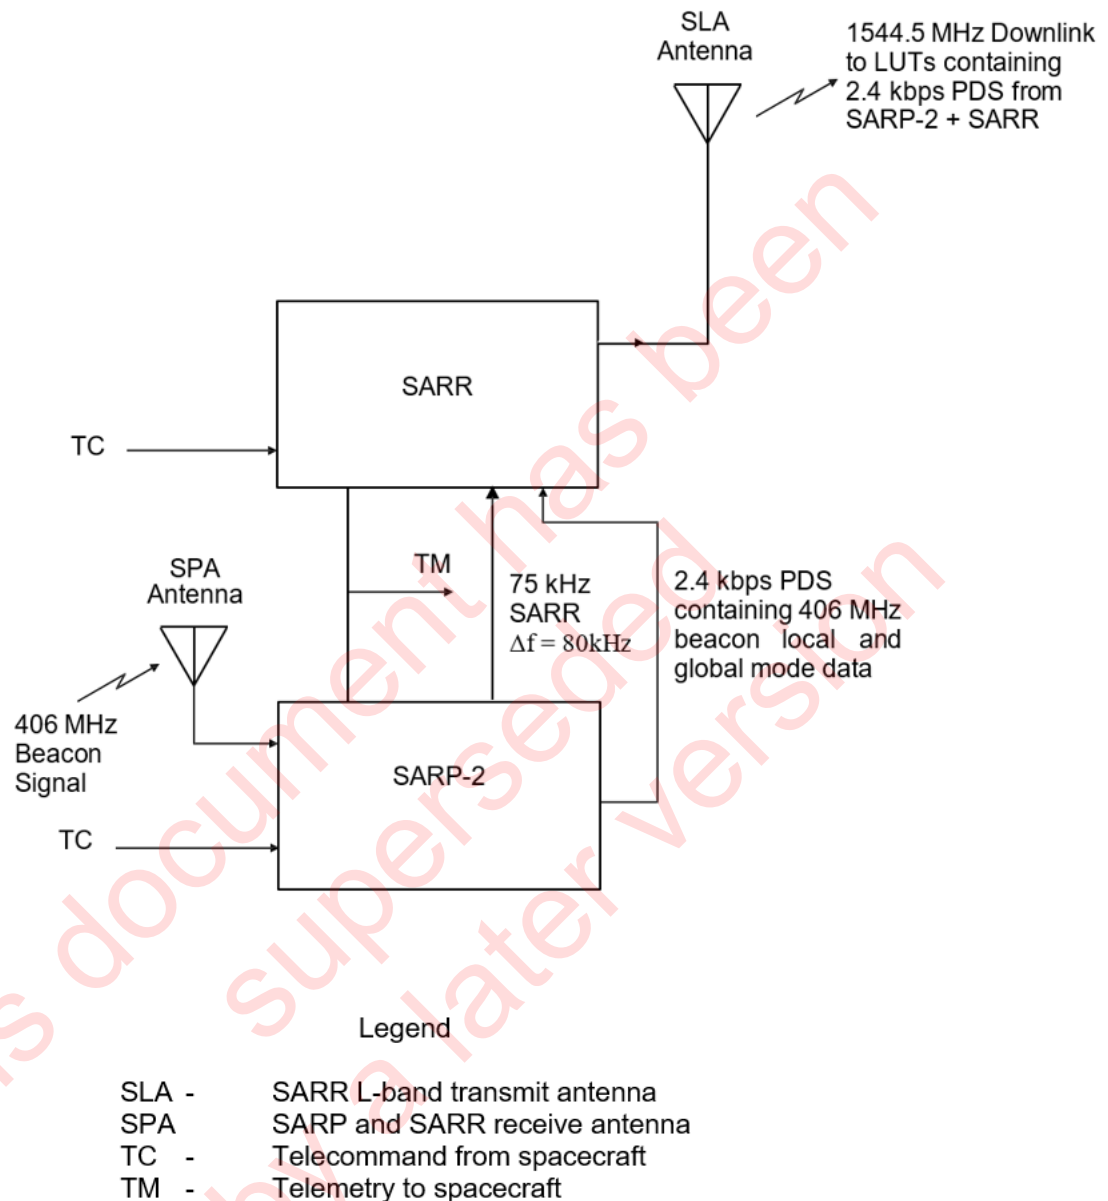 SLA
Antenna
1544.5 MHz Downlink
to LUTs containing
2.4 kbps PDS from
SARP-2 + SARR
SARR
TC
SPA
Antenna
TM
75 kHz
SARR
Δf = 80kHz
2.4 kbps PDS
containing 406 MHz
beacon local and
global mode data
406 MHz
Beacon
Signal
SARP-2
TC
Legend
SLA - SARR L-band transmit antenna
SPA SARP and SARR receive antenna
TC - Telecommand from spacecraft
TM - Telemetry to spacecraft
is document has been
superseded
by a later version